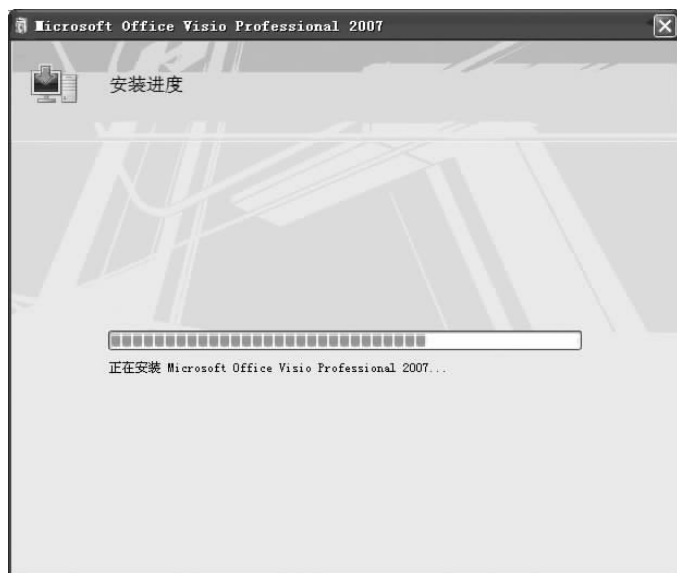 Microsoft Office Visio Professional 2007
安装进度
正在安装 Microsoft Office Visio Professional 2007...